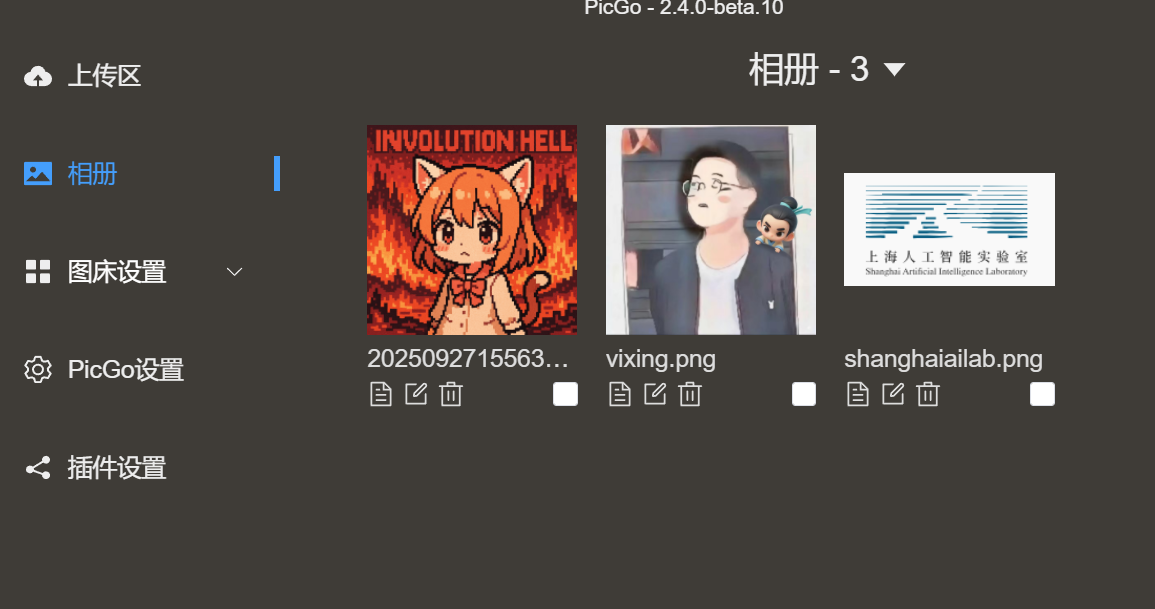 PicGo - 2.4.0-beta.10
上传区
相册
图床设置
PicGo设置
插件设置
相册 - 3
INVOLUTION HELL
2025092715563...
vixing.png
上海人工智能实验室
Shanghai Artificial Intelligence Laboratory
shanghaiailab.png